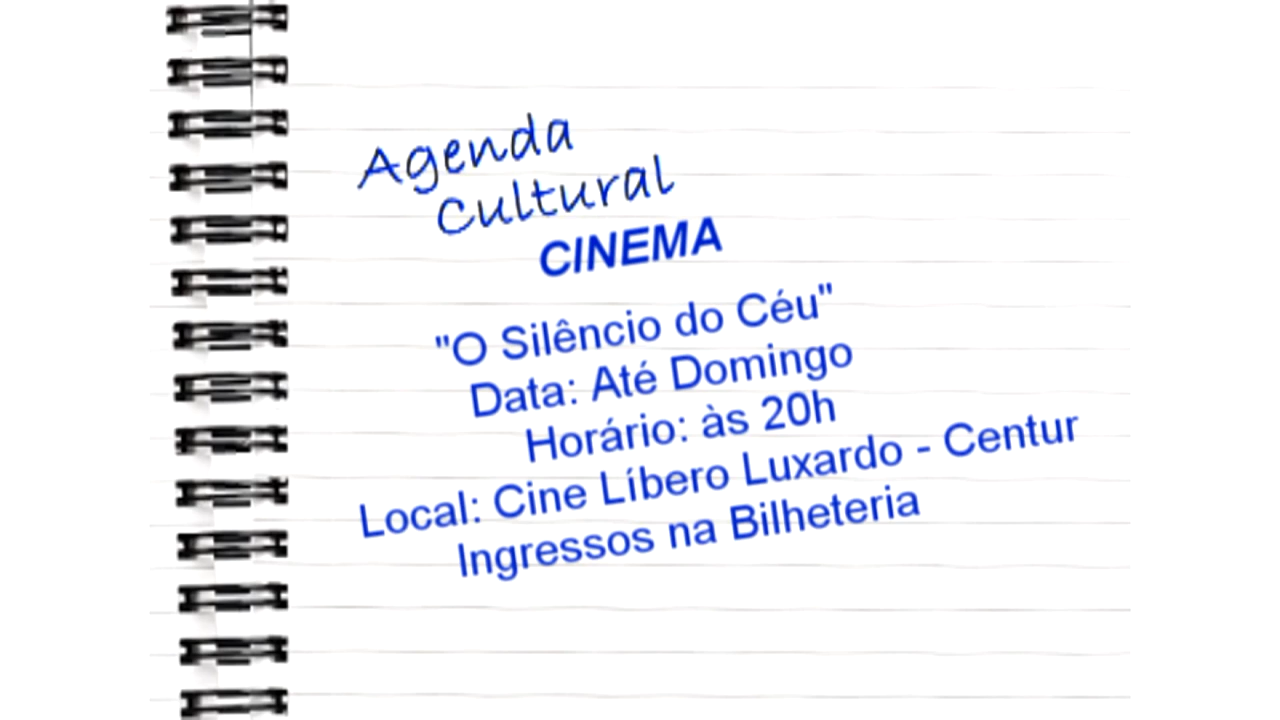 Agenda
Cultural
CINEMA
"O Silêncio do Céu"
Data: Até Domingo
Horário: às 20h
Local: Cine Líbero Luxardo - Centur
Ingressos na Bilheteria